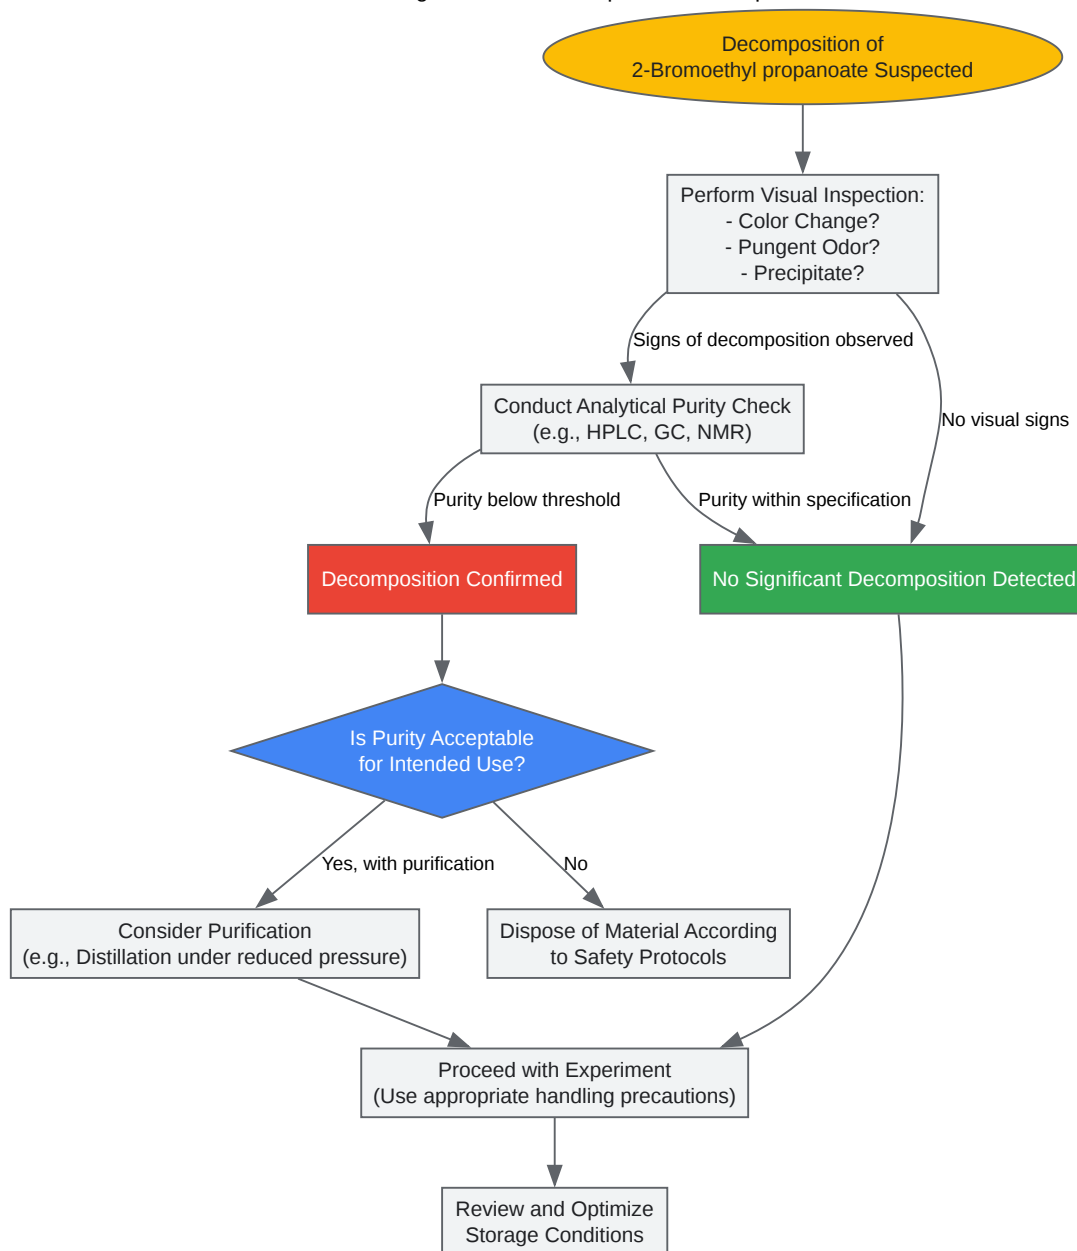 Decomposition of
2-Bromoethyl propanoate Suspected
Perform Visual Inspection:
- Color Change?
- Pungent Odor?
- Precipitate?
Signs of decomposition observed
No visual signs
Conduct Analytical Purity Check
(e.g., HPLC, GC, NMR)
Purity below threshold
Purity within specification
Decomposition Confirmed
No Significant Decomposition Detected
Is Purity Acceptable
for Intended Use?
Yes, with purification
No
Consider Purification
(e.g., Distillation under reduced pressure)
Dispose of Material According
to Safety Protocols
Proceed with Experiment
(Use appropriate handling precautions)
Review and Optimize
Storage Conditions